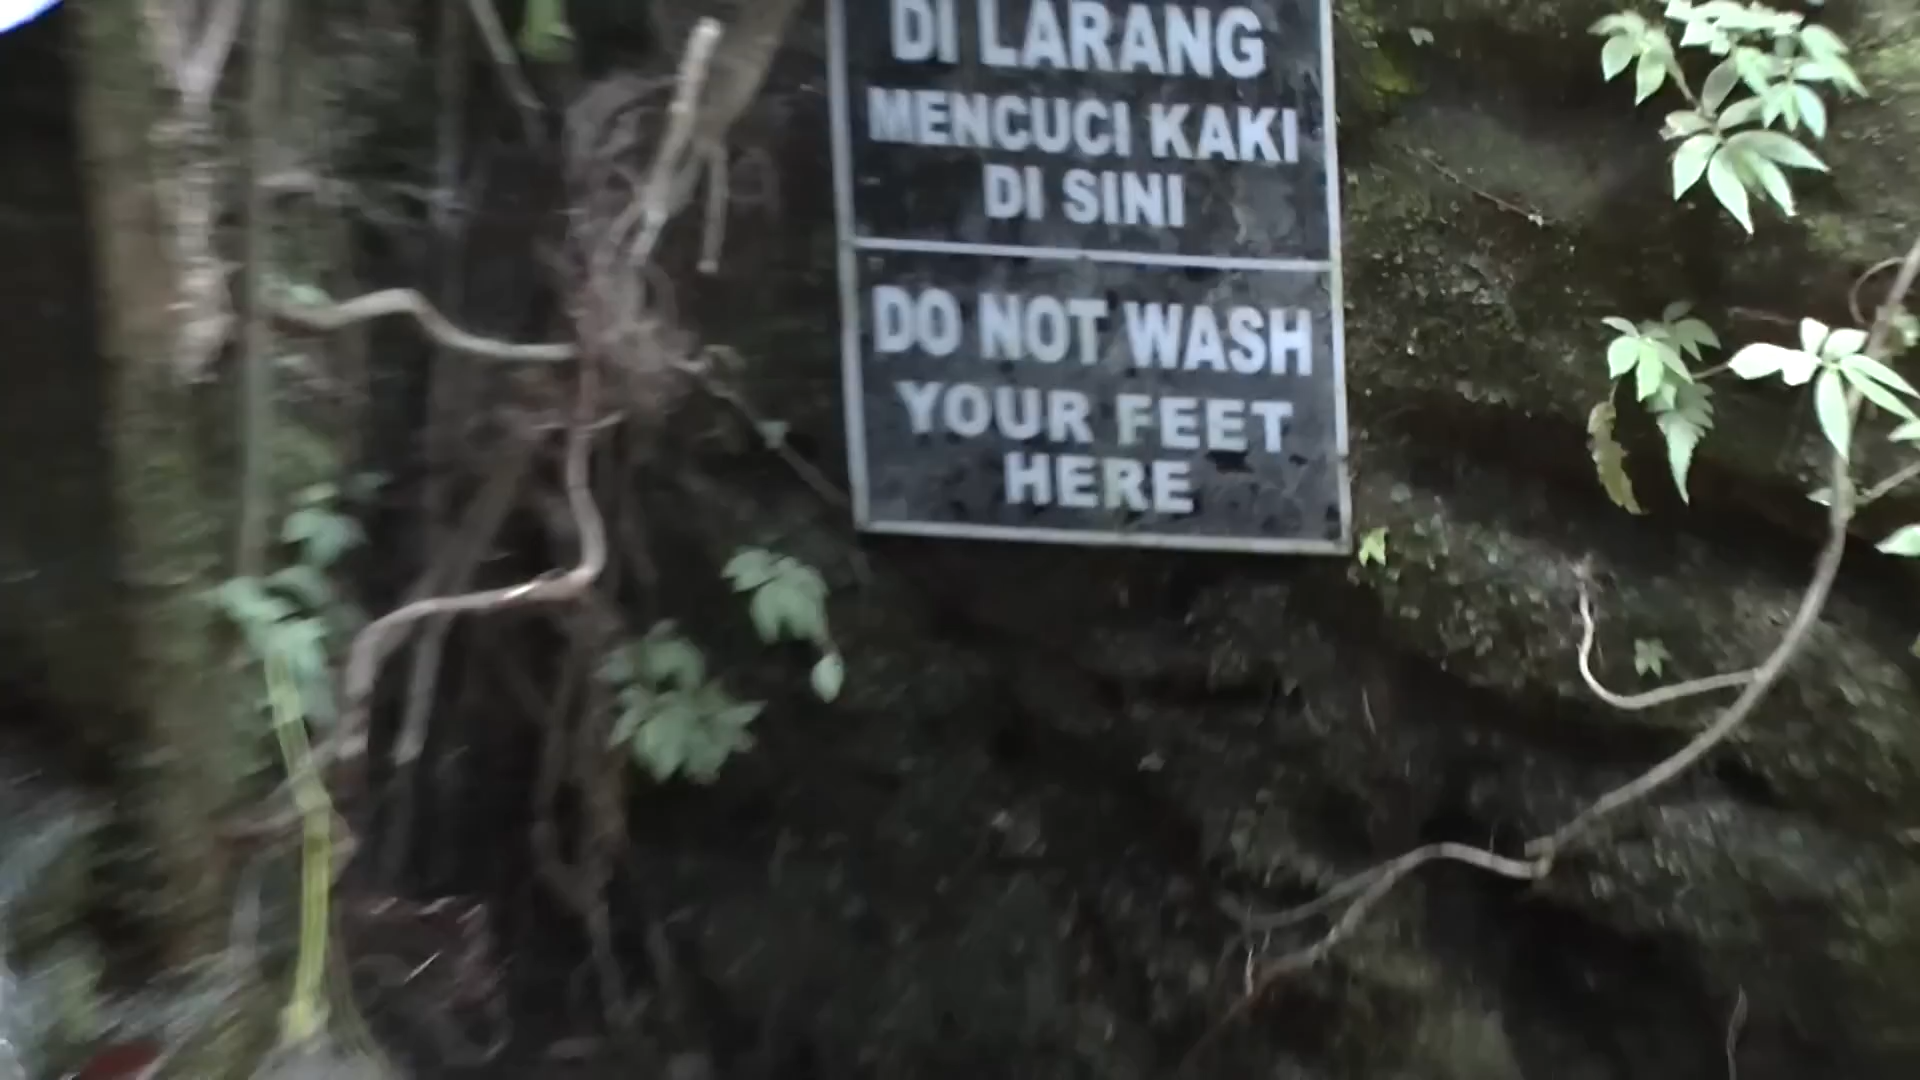 DI LARANG
MENCUCI KAKI
DI SINI
DO NOT WASH
YOUR FEET
HERE